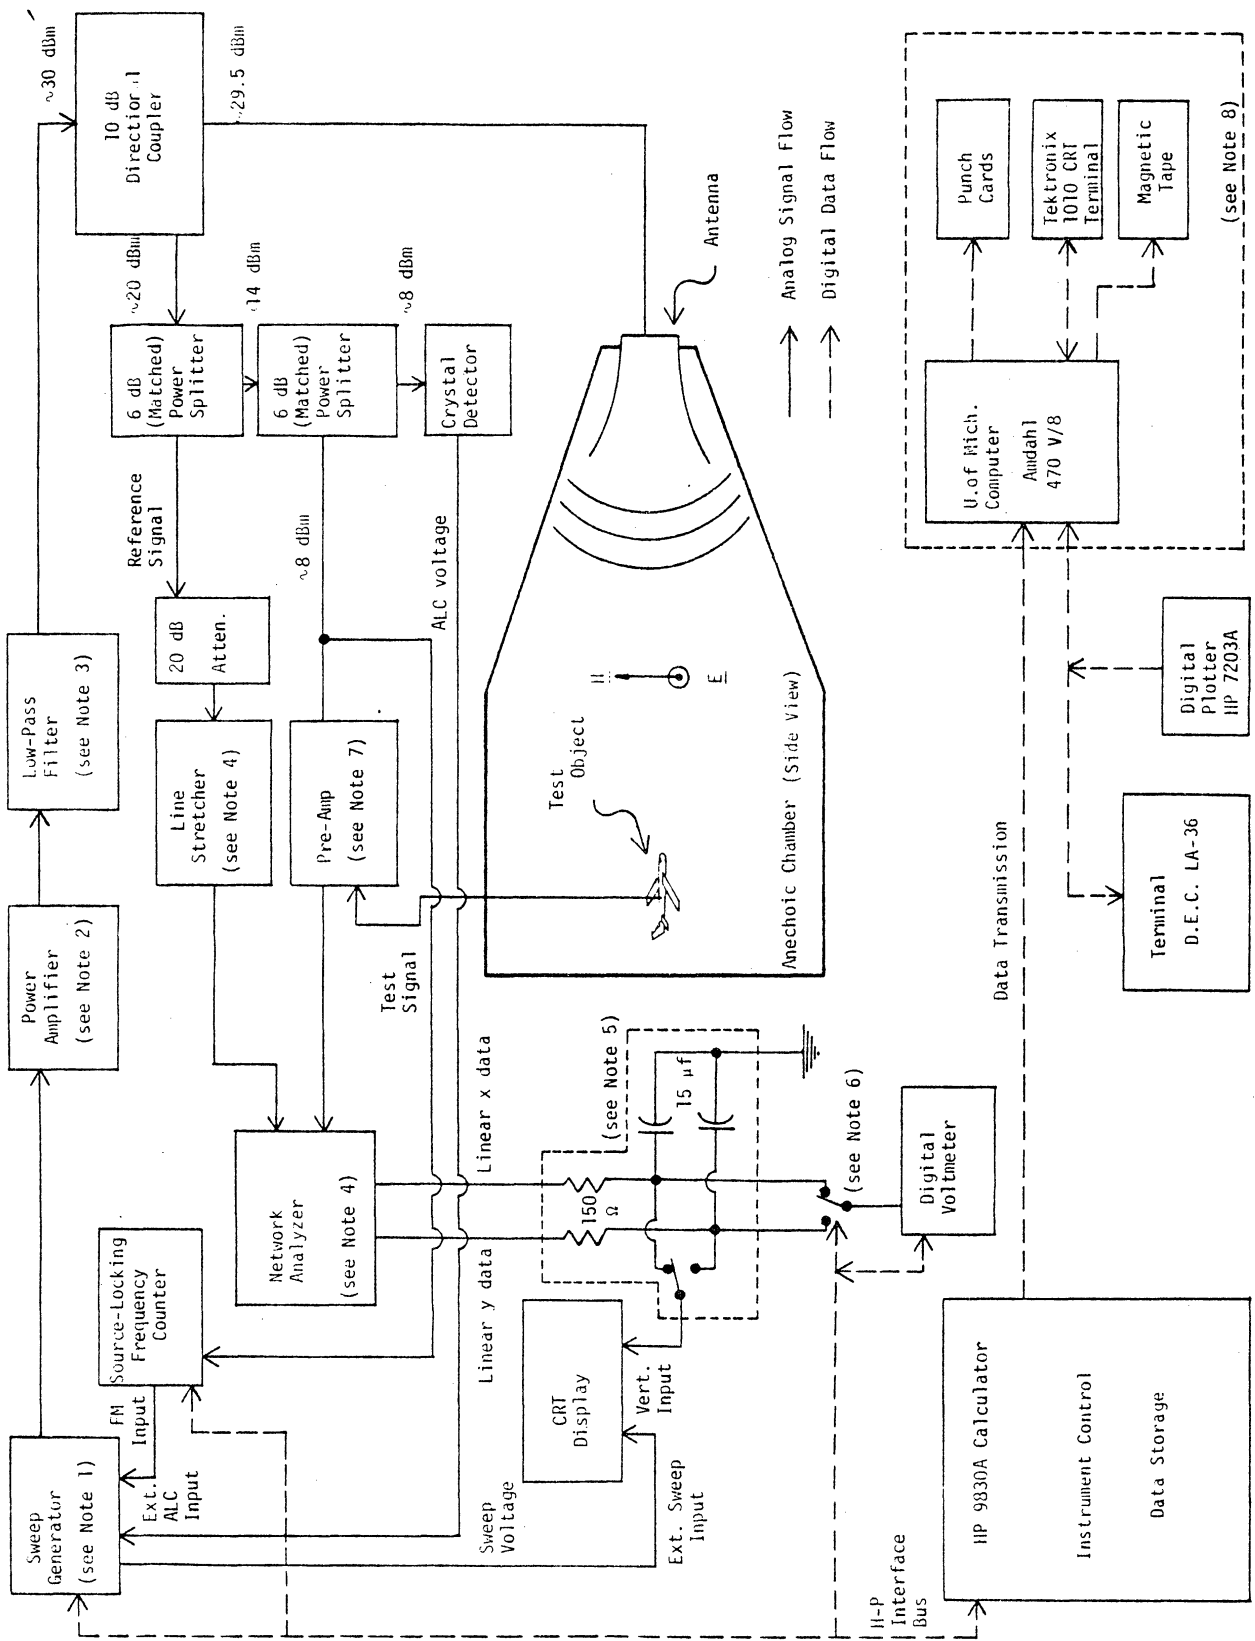 Sweep
Generator
(see Note 1)
Power
Amplifier
(see Note 2)
Low-Pass
Filter
(see Note 3)
~30 dBm
10 dB
Coupler
~29.5 dBm
~20 dBm
6 dB
(Matched)
Power
Splitter
~14 dBm
6 dB
(Matched)
Power
Splitter
~8 dBm
Crystal
Detector
Reference
Signal
20 dB
Atten.
Line
Stretcher
(see Note 4)
~8 dBm
Pre-Amp
(see Note 7)
ALC voltage
Test
Signal
Network
Analyzer
(see Note 4)
Source-Locking
Frequency
Counter
FM
Input
Ext.
ALC
Input
Sweep
Voltage
Ext. Sweep
Input
CRT
Display
Vert.
Input
Linear y data
Linear x data
150
Ω
15 μf
(see Note 5)
(see Note 6)
Digital
Voltmeter
Test
Object
H
E
Anechoic Chamber (Side View)
Antenna
Analog Signal Flow
Digital Data Flow
H-P
Interface
Bus
HP 9830A Calculator
Instrument Control
Data Storage
Data Transmission
Terminal
D.E.C. LA-36
Digital
Plotter
HP 7203A
U.of Mich.
Computer
Amdahl
470 V/8
Punch
Cards
Tektronix
1010 CRT
Terminal
Magnetic
Tape
(see Note 8)